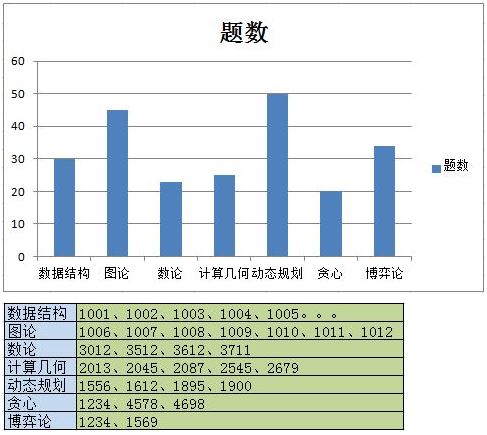 题数
60
50
40
30
20
10
0
数据结构 图论 数论 计算几何 动态规划 贪心 博弈论
题数
数据结构 1001、1002、1003、1004、1005。。。
图论 1006、1007、1008、1009、1010、1011、1012
数论 3012、3512、3612、3711
计算几何 2013、2045、2087、2545、2679
动态规划 1556、1612、1895、1900
贪心 1234、4578、4698
博弈论 1234、1569